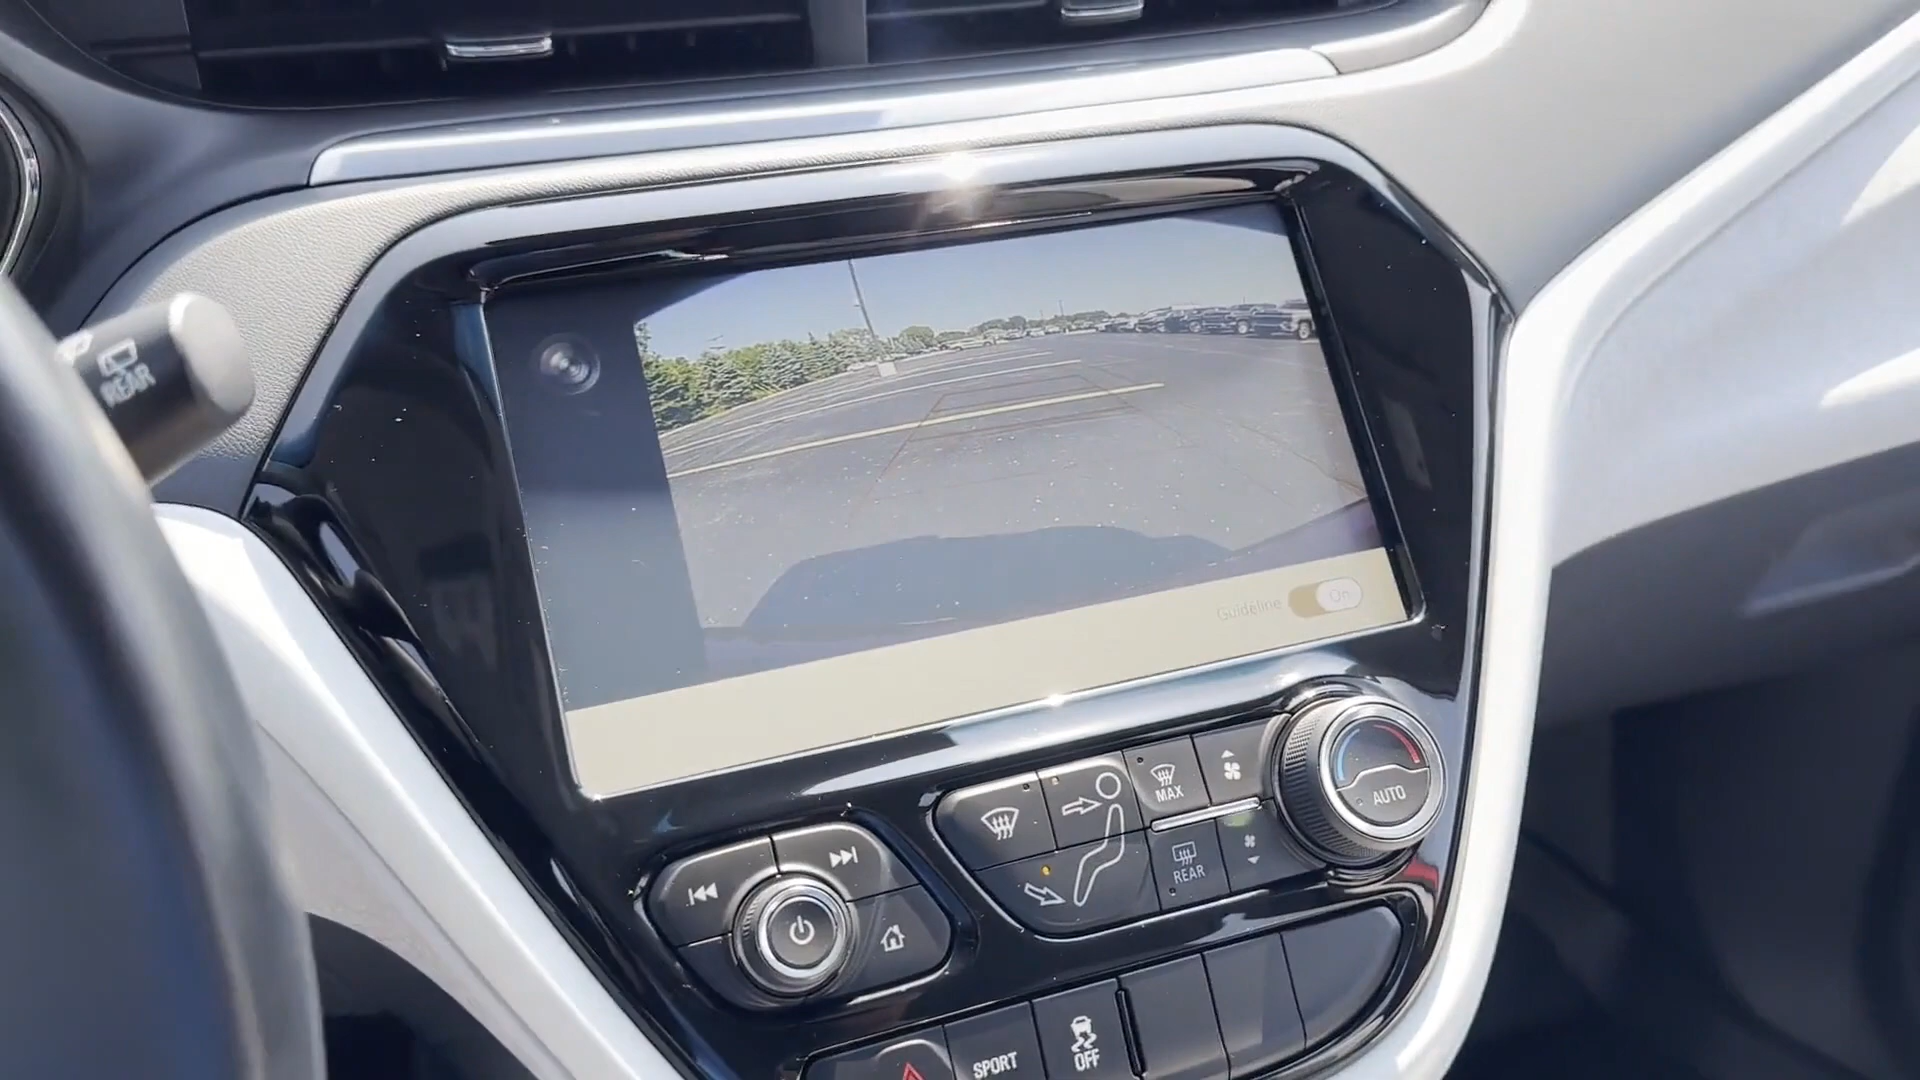 REAR
Guideline On
MAX
AUTO
REAR
SPORT
OFF